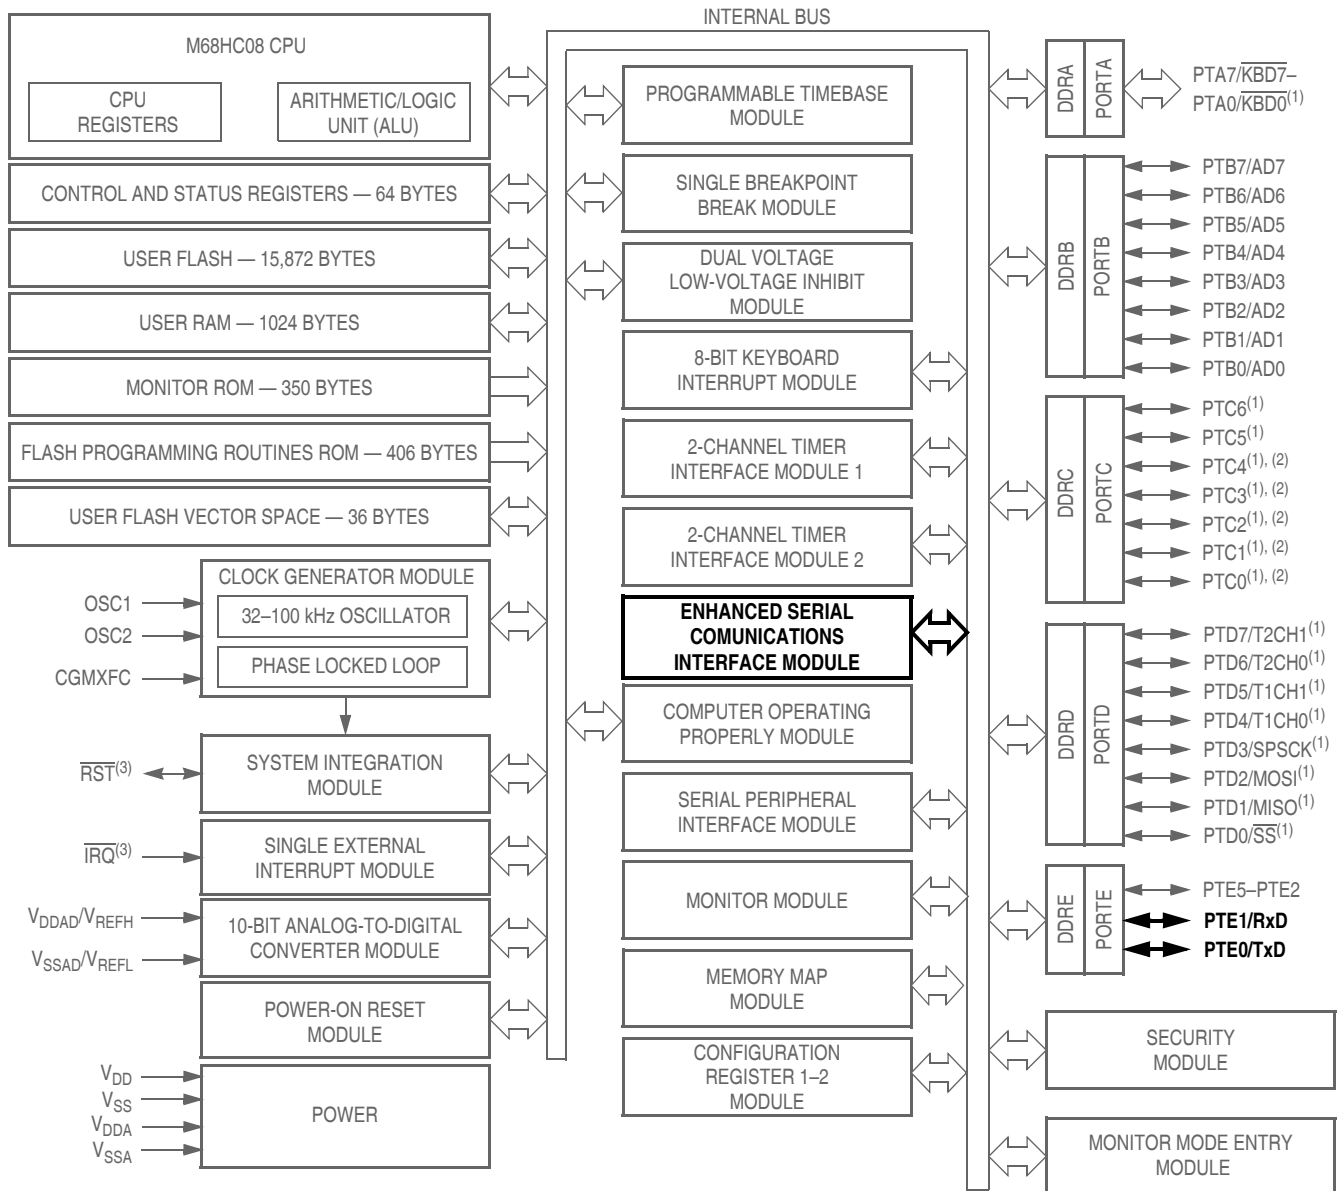 INTERNAL BUS
M68HC08 CPU
CPU
REGISTERS
ARITHMETIC/LOGIC
UNIT (ALU)
CONTROL AND STATUS REGISTERS — 64 BYTES
USER FLASH — 15,872 BYTES
USER RAM — 1024 BYTES
MONITOR ROM — 350 BYTES
FLASH PROGRAMMING ROUTINES ROM — 406 BYTES
USER FLASH VECTOR SPACE — 36 BYTES
CLOCK GENERATOR MODULE
32–100 kHz OSCILLATOR
PHASE LOCKED LOOP
OSC1
OSC2
CGMXFC
SYSTEM INTEGRATION
MODULE
RST(3)
SINGLE EXTERNAL
INTERRUPT MODULE
IRQ(3)
10-BIT ANALOG-TO-DIGITAL
CONVERTER MODULE
VDDAD/VREFH
VSSAD/VREFL
POWER-ON RESET
MODULE
POWER
VDD
VSS
VDDA
VSSA
PROGRAMMABLE TIMEBASE
MODULE
SINGLE BREAKPOINT
BREAK MODULE
DUAL VOLTAGE
LOW-VOLTAGE INHIBIT
MODULE
8-BIT KEYBOARD
INTERRUPT MODULE
2-CHANNEL TIMER
INTERFACE MODULE 1
2-CHANNEL TIMER
INTERFACE MODULE 2
ENHANCED SERIAL
COMUNICATIONS
INTERFACE MODULE
COMPUTER OPERATING
PROPERLY MODULE
SERIAL PERIPHERAL
INTERFACE MODULE
MONITOR MODULE
MEMORY MAP
MODULE
CONFIGURATION
REGISTER 1–2
MODULE
DDRA
PORTA
PTA7/KBD7–
PTA0/KBD0(1)
DDRB
PORTB
PTB7/AD7
PTB6/AD6
PTB5/AD5
PTB4/AD4
PTB3/AD3
PTB2/AD2
PTB1/AD1
PTB0/AD0
DDRC
PORTC
PTC6(1)
PTC5(1)
PTC4(1), (2)
PTC3(1), (2)
PTC2(1), (2)
PTC1(1), (2)
PTC0(1), (2)
DDRD
PORTD
PTD7/T2CH1(1)
PTD6/T2CH0(1)
PTD5/T1CH1(1)
PTD4/T1CH0(1)
PTD3/SPSCK(1)
PTD2/MOSI(1)
PTD1/MISO(1)
PTD0/SS(1)
DDRE
PORTE
PTE5–PTE2
PTE1/RxD
PTE0/TxD
SECURITY
MODULE
MONITOR MODE ENTRY
MODULE